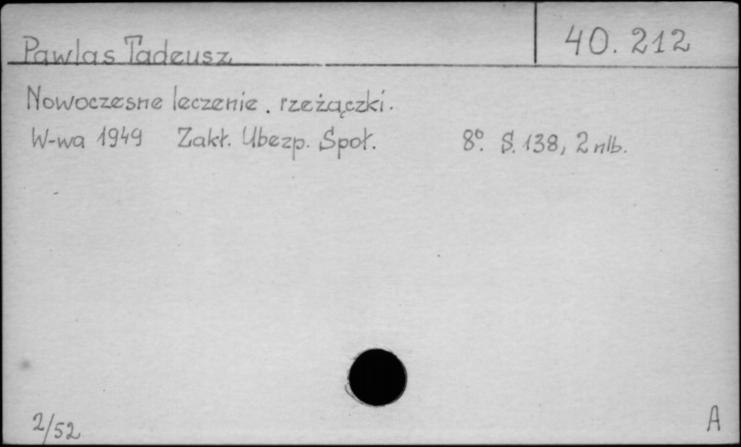 Pawlas Tadeusz 40.212
Nowoczesne leczenie. rzeżączki.
W-wa 1949 Zakł. Ubezp. Społ. 8°. S. 138, 2 nlb.
2/52 A